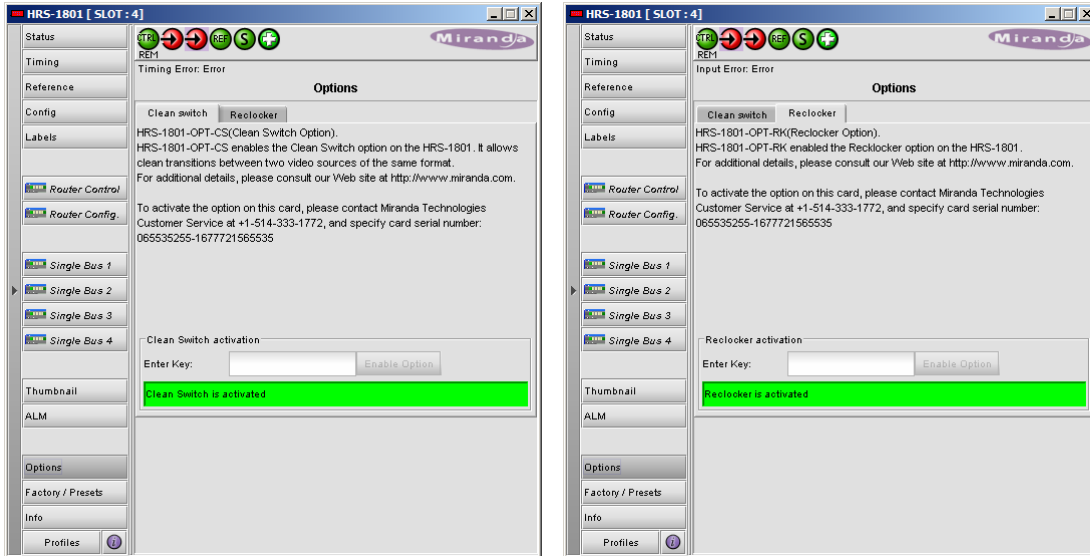 HRS-1801 [ SLOT : 4]
Status
Timing
Reference
Config
Labels
Router Control
Router Config.
Single Bus 1
Single Bus 2
Single Bus 3
Single Bus 4
Thumbnail
ALM
Options
Factory / Presets
Info
Profiles
i
CTRL
REF
S
REM
Miranda
Timing Error: Error
Options
Clean switch
Reclocker
HRS-1801-OPT-CS(Clean Switch Option).
HRS-1801-OPT-CS enables the Clean Switch option on the HRS-1801. It allows
clean transitions between two video sources of the same format.
For additional details, please consult our Web site at http://www.miranda.com.
To activate the option on this card, please contact Miranda Technologies
Customer Service at +1-514-333-1772, and specify card serial number:
065535255-1677721565535
Clean Switch activation
Enter Key:
Enable Option
Clean Switch is activated
HRS-1801 [ SLOT : 4]
Status
Timing
Reference
Config
Labels
Router Control
Router Config.
Single Bus 1
Single Bus 2
Single Bus 3
Single Bus 4
Thumbnail
ALM
Options
Factory / Presets
Info
Profiles
i
CTRL
REF
S
REM
Miranda
Input Error: Error
Options
Clean switch
Reclocker
HRS-1801-OPT-RK(Reclocker Option).
HRS-1801-OPT-RK enabled the Recklocker option on the HRS-1801.
For additional details, please consult our Web site at http://www.miranda.com.
To activate the option on this card, please contact Miranda Technologies
Customer Service at +1-514-333-1772, and specify card serial number:
065535255-1677721565535
Reclocker activation
Enter Key:
Enable Option
Reclocker is activated